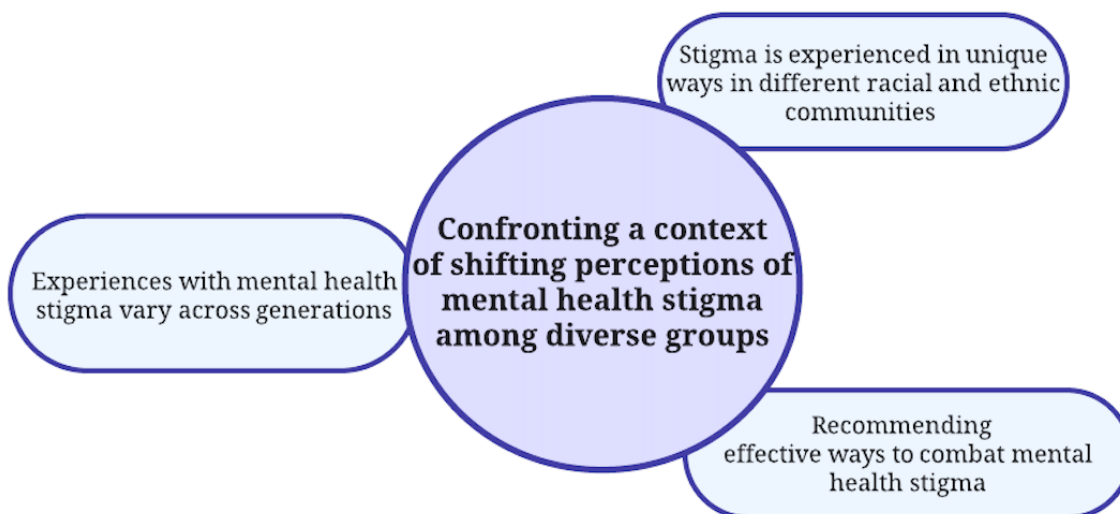 Stigma is experienced in unique
ways in different racial and ethnic
communities
Confronting a context
of shifting perceptions of
mental health stigma
among diverse groups
Experiences with mental health
stigma vary across generations
Recommending
effective ways to combat mental
health stigma